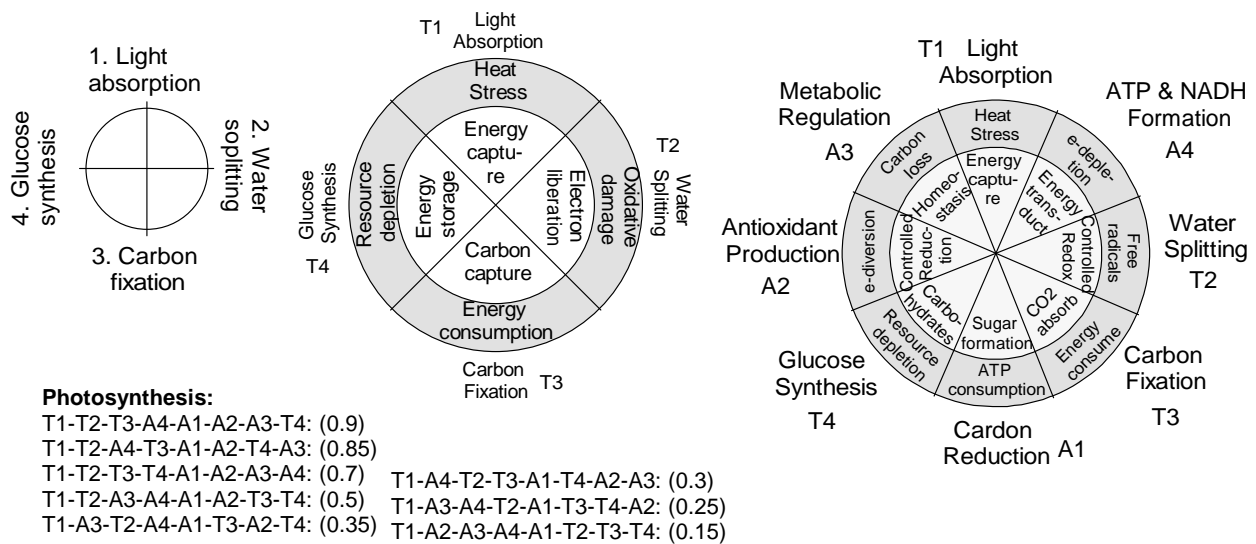 1. Light
absorption
2. Water
soplitting
3. Carbon
fixation
4. Glucose
synthesis
T1
Light
Absorption
Heat
Stress
Energy
captu-
re
T2
Water
Splitting
Oxidative
damage
Electron
liberation
Carbon
capture
Energy
consumption
Carbon
Fixation
T3
Glucose
Synthesis
T4
Resource
depletion
Energy
storage
T1
Light
Absorption
Heat
Stress
Energy
captu-
re
ATP & NADH
Formation
A4
e-deple-
tion
Energy
trans-
duct
Water
Splitting
T2
Free
radicals
Controlled
Redox
Carbon
Fixation
T3
Energy
consume
CO2
absorb
Cardon
Reduction
A1
ATP
consumption
Sugar
formation
Glucose
Synthesis
T4
Resource
depletion
Carbo-
hydrates
Antioxidant
Production
A2
e-diversion
Controlled
Reduc-
tion
Metabolic
Regulation
A3
Carbon
loss
Homeo-
stasis
Photosynthesis:
T1-T2-T3-A4-A1-A2-A3-T4: (0.9)
T1-T2-A4-T3-A1-A2-T4-A3: (0.85)
T1-T2-T3-T4-A1-A2-A3-A4: (0.7)
T1-T2-A3-A4-A1-A2-T3-T4: (0.5)
T1-A3-T2-A4-A1-T3-A2-T4: (0.35)
T1-A4-T2-T3-A1-T4-A2-A3: (0.3)
T1-A3-A4-T2-A1-T3-T4-A2: (0.25)
T1-A2-A3-A4-A1-T2-T3-T4: (0.15)